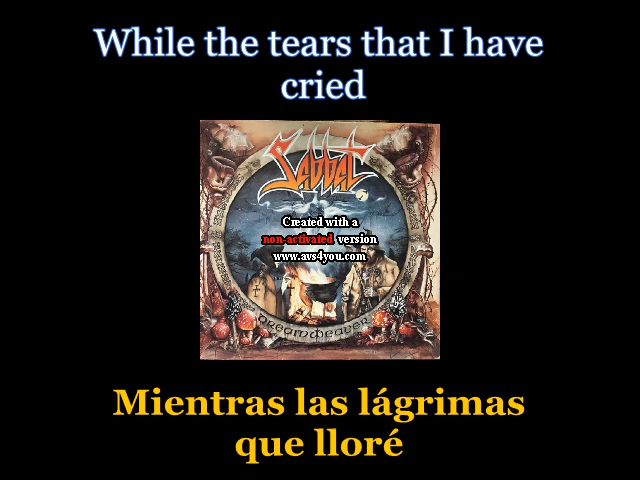 While the tears that I have
cried
Sabbat
Created with a
non-activated version
www.avs4you.com
DREAMWEAVER
Mientras las lágrimas
que lloré